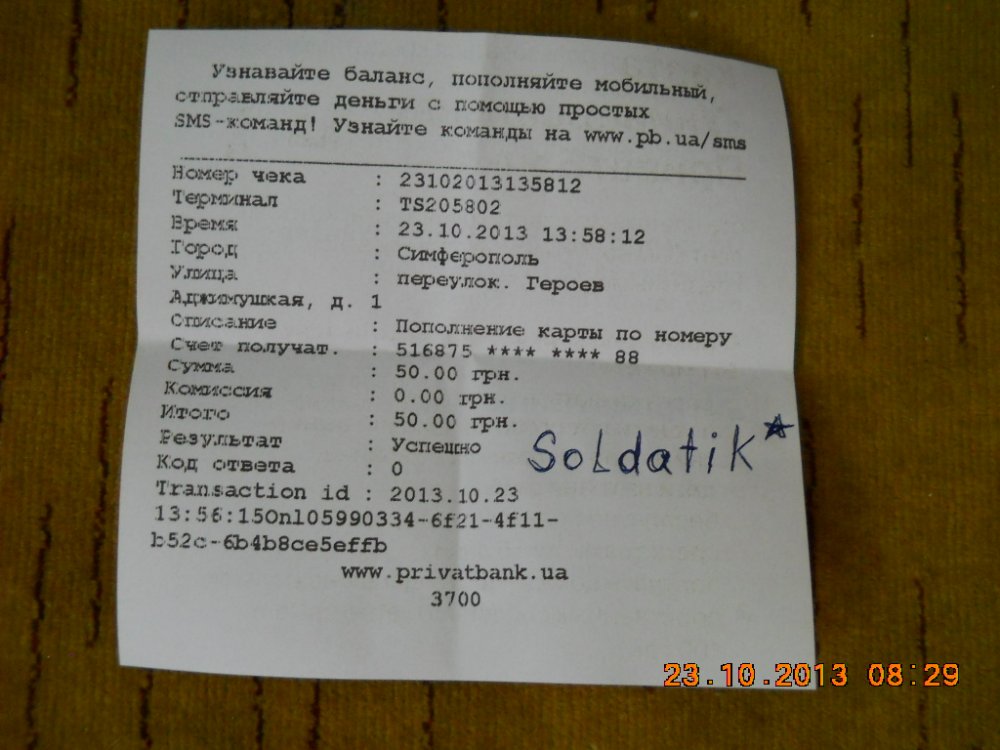 Узнавайте баланс, пополняйте мобильный,
отправляйте деньги с помощью простых
SMS-команд! Узнайте команды на www.pb.ua/sms
Номер чека : 23102013135812
Терминал : TS205802
Время : 23.10.2013 13:58:12
Город : Симферополь
Улица : переулок. Героев
Аджимушкая, д. 1
Описание : Пополнение карты по номеру
Счет получат. : 516875 **** **** 88
Сумма : 50.00 грн.
Комиссия : 0.00 грн.
Итого : 50.00 грн.
Результат : Успешно
Soldatik*
Код ответа : 0
Transaction id : 2013.10.23
13:56:15Onl05990334-6f21-4f11-
b52c-6b4b8ce5effb
www.privatbank.ua
3700
23.10.2013 08:29